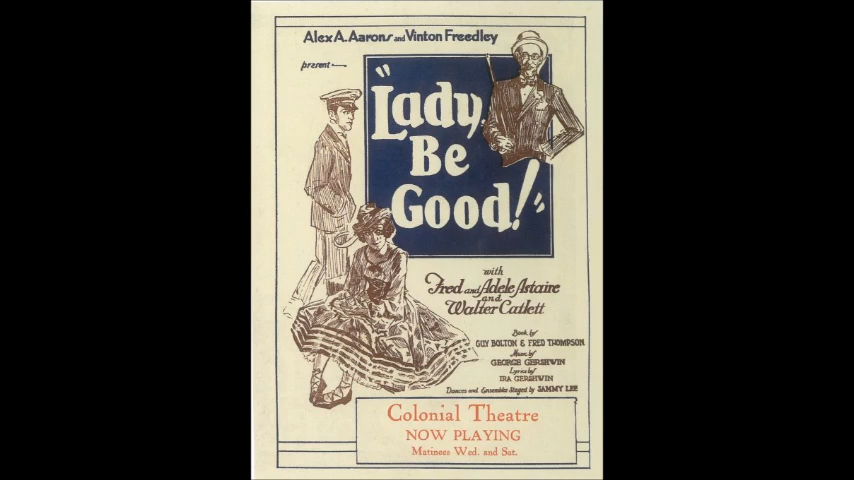 Alex A. Aarons and Vinton Freedley
present
"Lady,
Be
Good!"
with
Fred and Adele Astaire
and
Walter Catlett
Book by
GUY BOLTON & FRED THOMPSON
Music by
GEORGE GERSHWIN
Lyrics by
IRA GERSHWIN
Dances and Ensembles Staged by SAMMY LEE
Colonial Theatre
NOW PLAYING
Matinees Wed. and Sat.